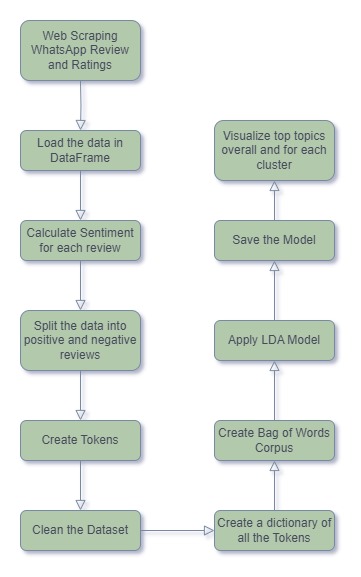 Web Scraping
WhatsApp Review
and Ratings
Load the data in
DataFrame
Calculate Sentiment
for each review
Split the data into
positive and negative
reviews
Create Tokens
Clean the Dataset
Create a dictionary of
all the Tokens
Create Bag of Words
Corpus
Apply LDA Model
Save the Model
Visualize top topics
overall and for each
cluster